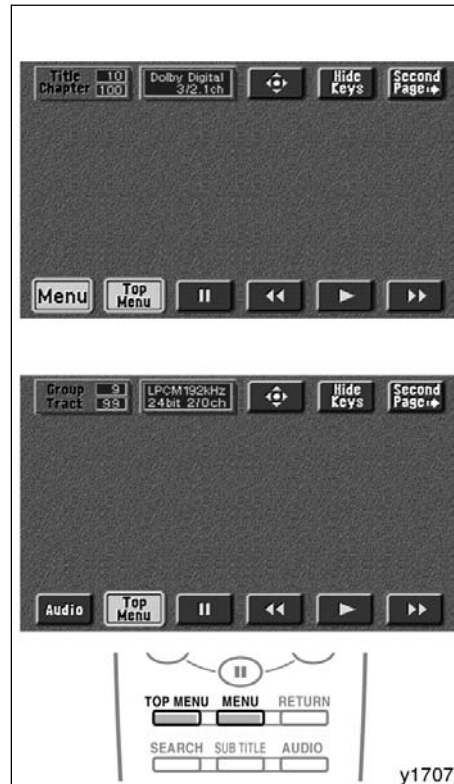 Title 10 Dolby Digital Hide Second
Chapter 100 3/2.1ch Keys Page
Menu Top
Menu
Group 9 LPCM192kHz Hide Second
Track 99 24bit 2/0ch Keys Page
Audio Top
Menu
TOP MENU MENU RETURN
SEARCH SUB TITLE AUDIO
y1707